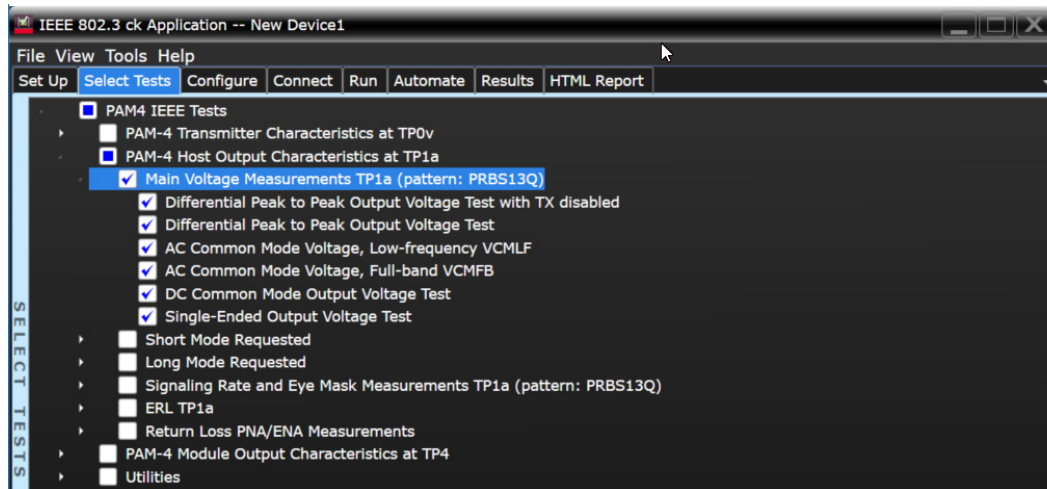 IEEE 802.3 ck Application -- New Device1
File View Tools Help
Set Up Select Tests Configure Connect Run Automate Results HTML Report
PAM4 IEEE Tests
PAM-4 Transmitter Characteristics at TP0v
PAM-4 Host Output Characteristics at TP1a
Main Voltage Measurements TP1a (pattern: PRBS13Q)
Differential Peak to Peak Output Voltage Test with TX disabled
Differential Peak to Peak Output Voltage Test
AC Common Mode Voltage, Low-frequency VCMLF
AC Common Mode Voltage, Full-band VCMFB
DC Common Mode Output Voltage Test
Single-Ended Output Voltage Test
Short Mode Requested
Long Mode Requested
Signaling Rate and Eye Mask Measurements TP1a (pattern: PRBS13Q)
ERL TP1a
Return Loss PNA/ENA Measurements
PAM-4 Module Output Characteristics at TP4
Utilities
SELECT TESTS